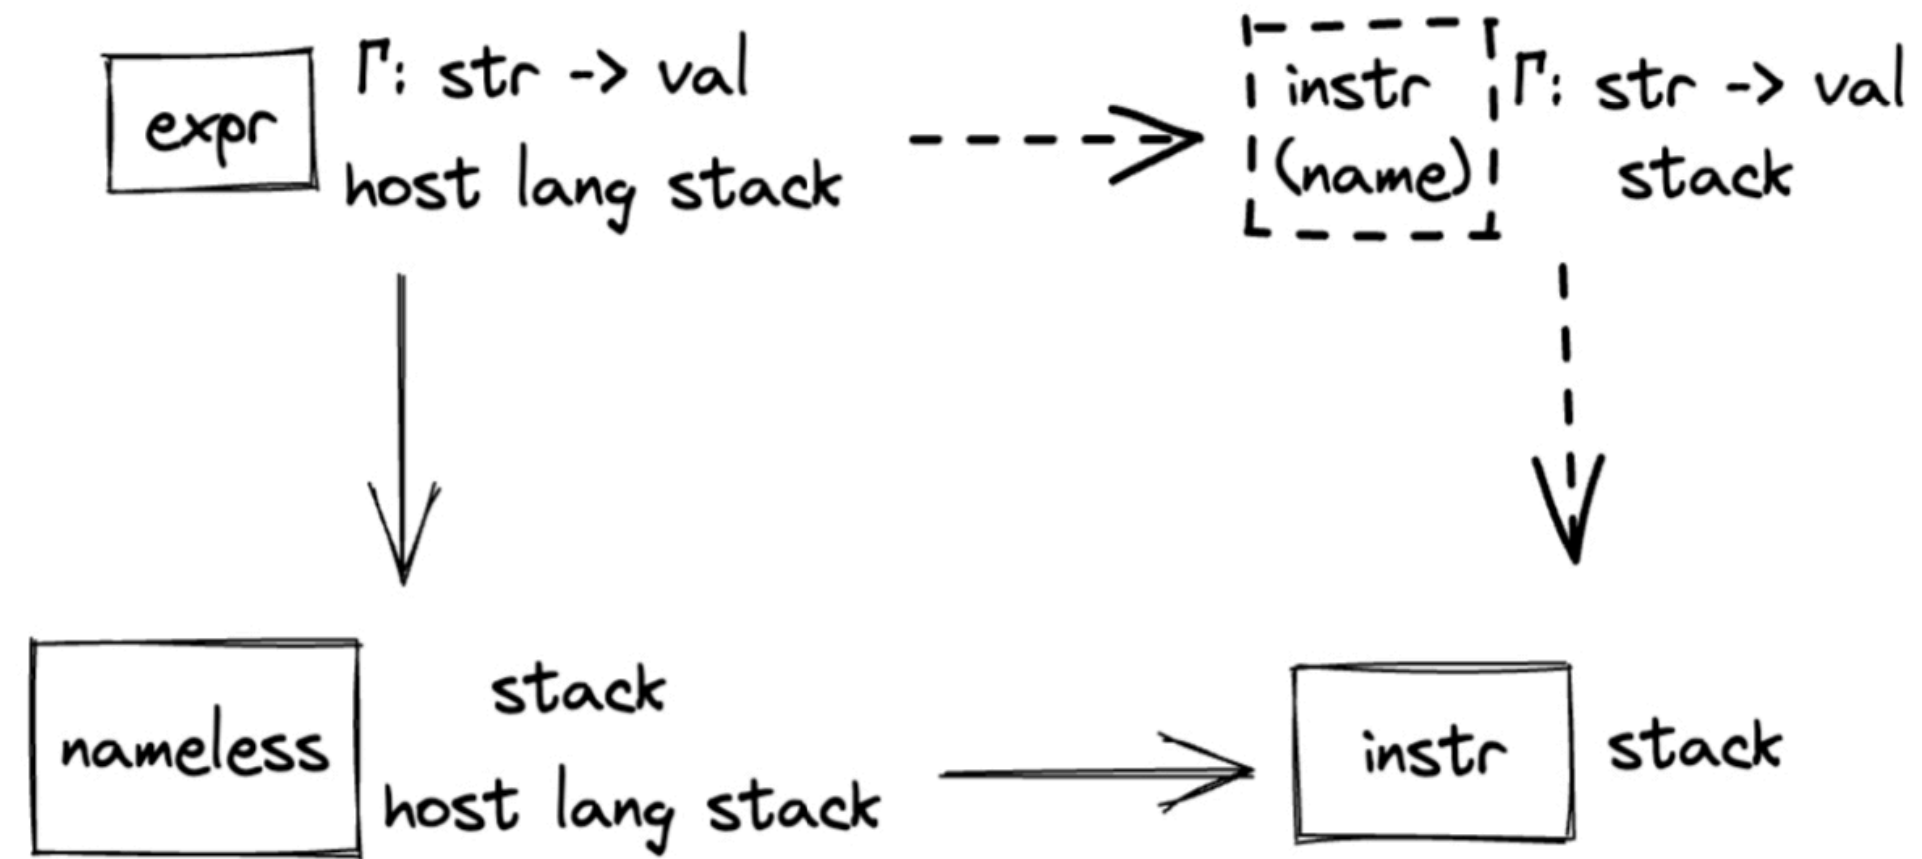 expr
Γ: str -> val
host lang stack
instr
(name)
Γ: str -> val
stack
nameless
stack
host lang stack
instr
stack